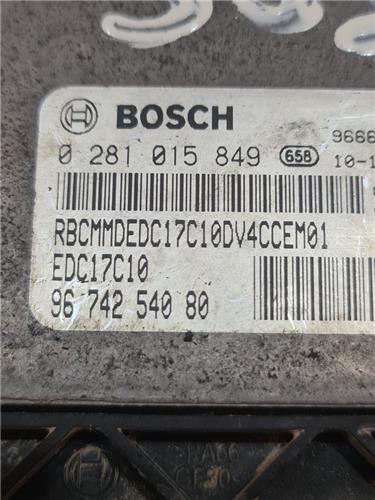 BOSCH
9666
0 281 015 849 658 10-1
RBCMMDEDC17C10DV4CCEM01
EDC17C10
96 742 540 80